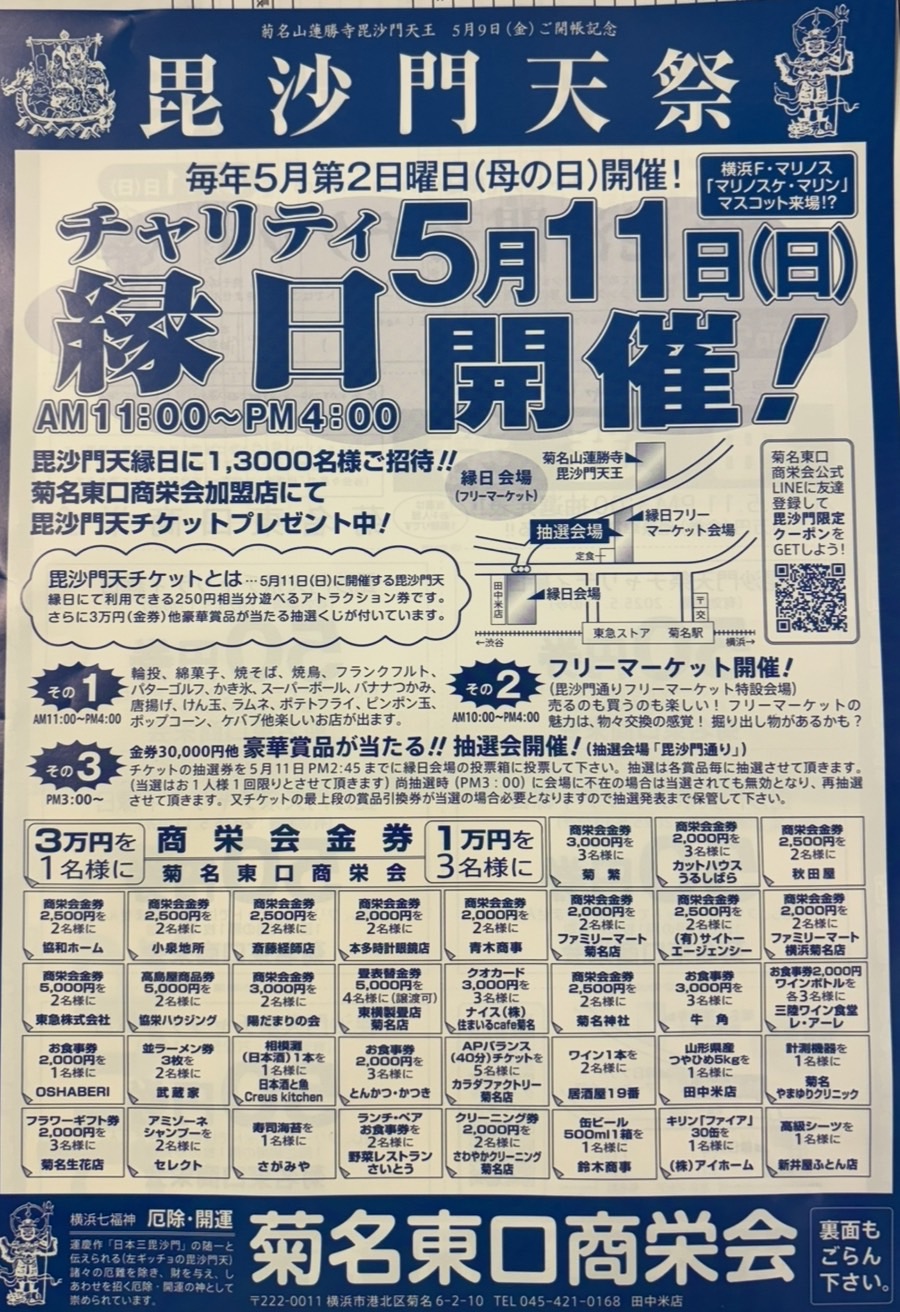 菊名山蓮勝寺毘沙門天王 5月9日(金)ご開帳記念
毘沙門天祭
毎年5月第2日曜日(母の日)開催!
横浜F・マリノス
「マリノスケ・マリン」
マスコット来場!?
チャリティ
縁日
5月11日(日)
開催!
AM11:00〜PM4:00
毘沙門天縁日に1,3000名様ご招待!!
菊名東口商栄会加盟店にて
毘沙門天チケットプレゼント中!
毘沙門天チケットとは…5月11日(日)に開催する毘沙門天
縁日にて利用できる250円相当分遊べるアトラクション券です。
さらに3万円(金券)他豪華賞品が当たる抽選くじが付いています。
縁日 会場
(フリーマーケット)
菊名山蓮勝寺
毘沙門天王
抽選会場
縁日フリー
マーケット会場
定食
田中米店
縁日会場
〒
交
東急ストア 菊名駅
←渋谷
横浜→
菊名東口
商栄会公式
LINEに友達
登録して
毘沙門限定
クーポンを
GETしよう!
その1
AM11:00〜PM4:00
輪投、綿菓子、焼そば、焼鳥、フランクフルト、
パターゴルフ、かき氷、スーパーボール、バナナつかみ、
唐揚げ、けん玉、ラムネ、ポテトフライ、ピンポン玉、
ポップコーン、ケバブ他楽しいお店が出ます。
その2
AM10:00〜PM4:00
フリーマーケット開催!
(毘沙門通りフリーマーケット特設会場)
売るのも買うのも楽しい! フリーマーケットの
魅力は、物々交換の感覚! 掘り出し物があるかも?
その3
PM3:00〜
金券30,000円他 豪華賞品が当たる!! 抽選会開催!(抽選会場「毘沙門通り」)
チケットの抽選券を5月11日PM2:45までに縁日会場の投票箱に投票して下さい。抽選は各賞品毎に抽選させて頂きます。
(当選はお1人様1回限りとさせて頂きます) 尚抽選時(PM3:00)に会場に不在の場合は当選されても無効となり、再抽選
させて頂きます。又チケットの最上段の賞品引換券が当選の場合必要となりますので抽選発表まで保管して下さい。
3万円を
1名様に
商栄会金券
菊名東口商栄会
1万円を
3名様に
商栄会金券
3,000円を
3名様に
菊 繁
商栄会金券
2,000円を
3名様に
カットハウス
うるしばら
商栄会金券
2,500円を
2名様に
秋田屋
商栄会金券
2,500円を
2名様に
協和ホーム
商栄会金券
2,500円を
2名様に
小泉地所
商栄会金券
2,500円を
2名様に
斎藤経師店
商栄会金券
2,000円を
2名様に
本多時計眼鏡店
商栄会金券
2,000円を
2名様に
青木商事
商栄会金券
2,000円を
2名様に
ファミリーマート
菊名店
商栄会金券
2,500円を
2名様に
(有)サイトー
エージェンシー
商栄会金券
2,000円を
2名様に
ファミリーマート
横浜菊名店
商栄会金券
5,000円を
2名様に
東急株式会社
高島屋商品券
5,000円を
2名様に
協栄ハウジング
商栄会金券
3,000円を
2名様に
陽だまりの会
畳表替金券
5,000円を
4名様に(譲渡可)
東横製畳店
菊名店
クオカード
3,000円を
3名様に
ナイス(株)
住まいるcafe菊名
商栄会金券
2,500円を
2名様に
菊名神社
お食事券
3,000円を
3名様に
牛 角
お食事券2,000円
ワインボトルを
各3名様に
三陸ワイン食堂
レ・アーレ
お食事券
2,000円を
1名様に
OSHABERI
並ラーメン券
3枚を
2名様に
武蔵家
相模灘
(日本酒)1本を
1名様に
日本酒と魚
Creus kitchen
お食事券
2,000円を
3名様に
とんかつ・かつき
APバランス
(40分)チケットを
5名様に
カラダファクトリー
菊名店
ワイン1本を
2名様に
居酒屋19番
山形県産
つやひめ5kgを
1名様に
田中米店
計測機器を
1名様に
菊名
やまゆりクリニック
フラワーギフト券
2,000円を
3名様に
菊名生花店
アミゾーネ
シャンプーを
2名様に
セレクト
寿司海苔を
1名様に
さがみや
ランチ・ペア
お食事券を
2名様に
野菜レストラン
さいとう
クリーニング券
2,000円を
2名様に
さわやかクリーニング
菊名店
缶ビール
500ml1箱を
1名様に
鈴木商事
キリン「ファイア」
30缶を
1名様に
(株)アイホーム
高級シーツを
1名様に
新井屋ふとん店
横浜七福神 厄除・開運
運慶作「日本三毘沙門」の随一と
伝えられる(左ギッチョの毘沙門天)
諸々の厄難を除き、財を与え、し
あわせを招く厄除・開運の神として
崇められています。
菊名東口商栄会
〒222-0011 横浜市港北区菊名6-2-10 TEL 045-421-0168 田中米店
裏面も
ごらん
下さい。